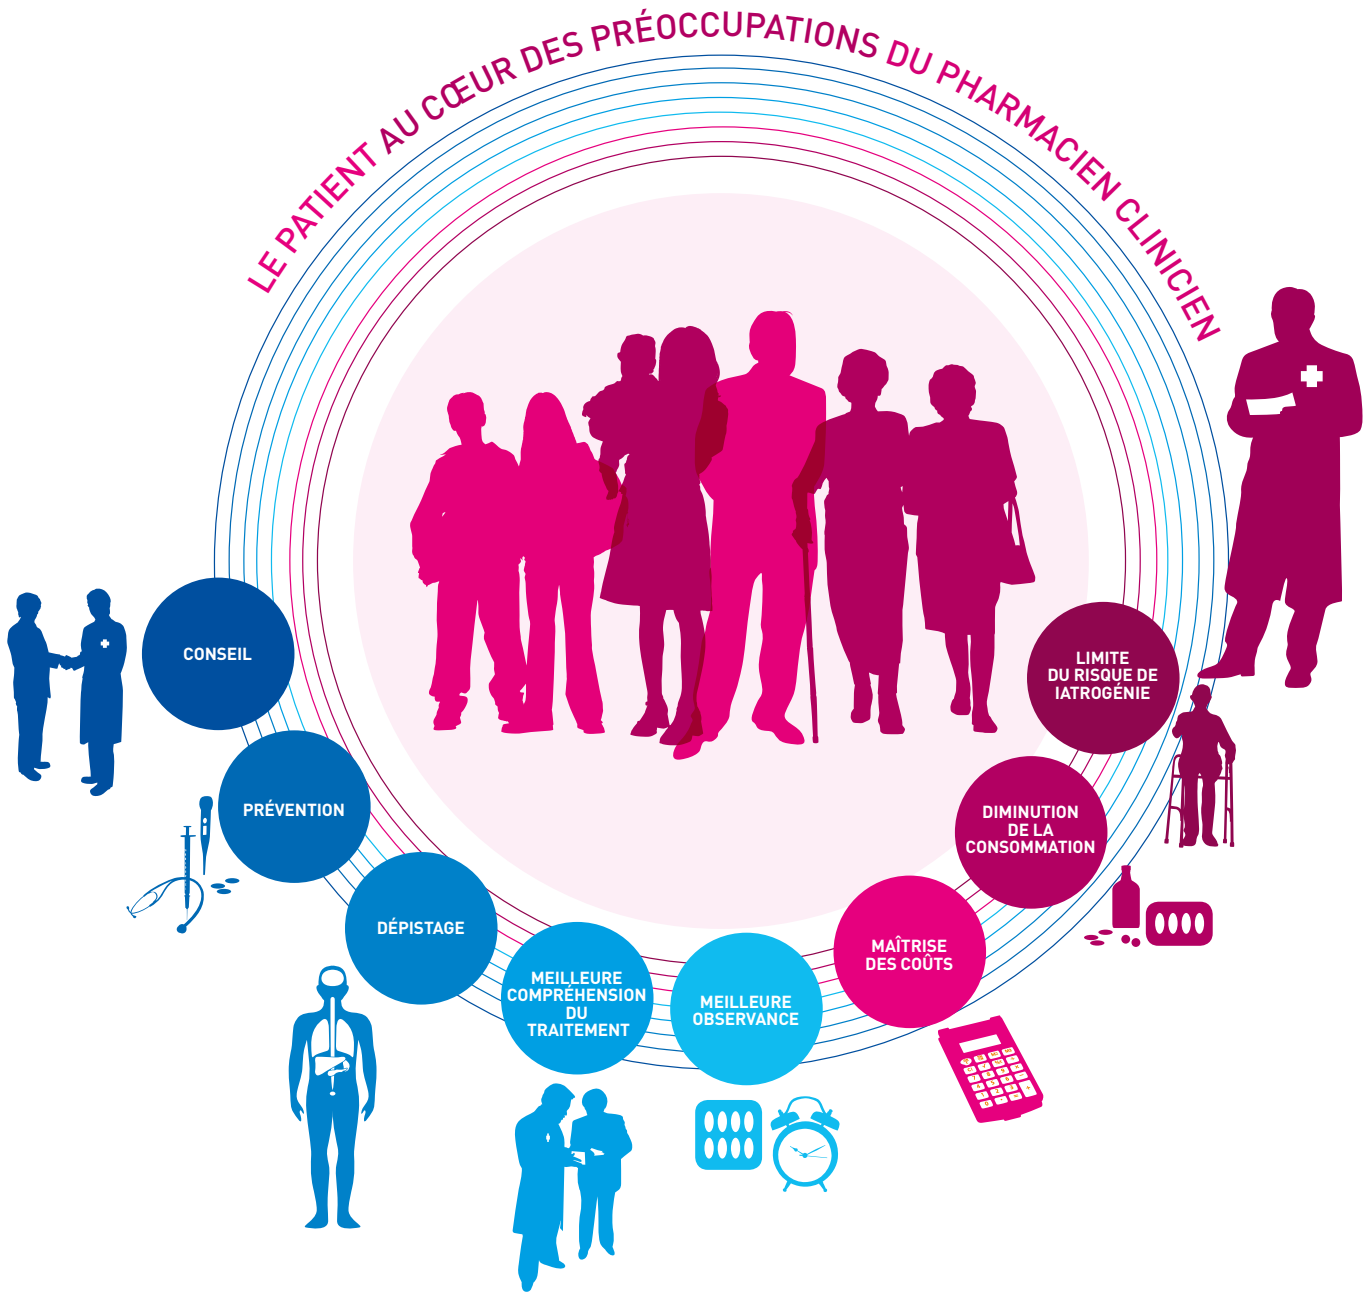 LE PATIENT AU CŒUR DES PRÉOCCUPATIONS DU PHARMACIEN CLINICIEN
CONSEIL
PRÉVENTION
DÉPISTAGE
MEILLEURE
COMPRÉHENSION
DU
TRAITEMENT
MEILLEURE
OBSERVANCE
MAÎTRISE
DES COÛTS
DIMINUTION
DE LA
CONSOMMATION
LIMITE
DU RISQUE DE
IATROGÉNIE